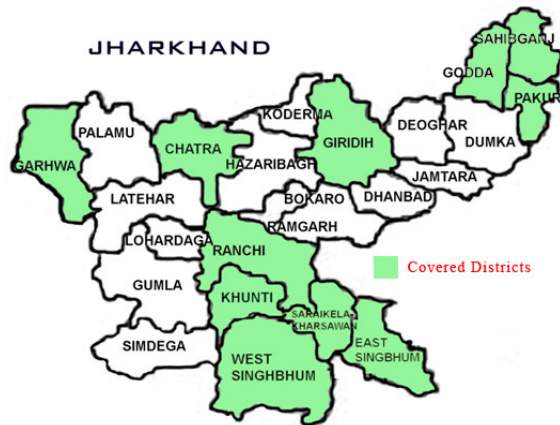 JHARKHAND
SAHIBGANJ
GODDA
PAKUR
KODERMA
PALAMU
DEOGHAR
CHATRA
GIRIDIH
DUMKA
GARHWA
HAZARIBAGH
JAMTARA
LATEHAR
BOKARO
DHANBAD
RAMGARH
LOHARDAGA
RANCHI
Covered Districts
GUMLA
KHUNTI
SARAIKELA
KHARSAWAN
SIMDEGA
WEST
SINGHBHUM
EAST
SINGBHUM